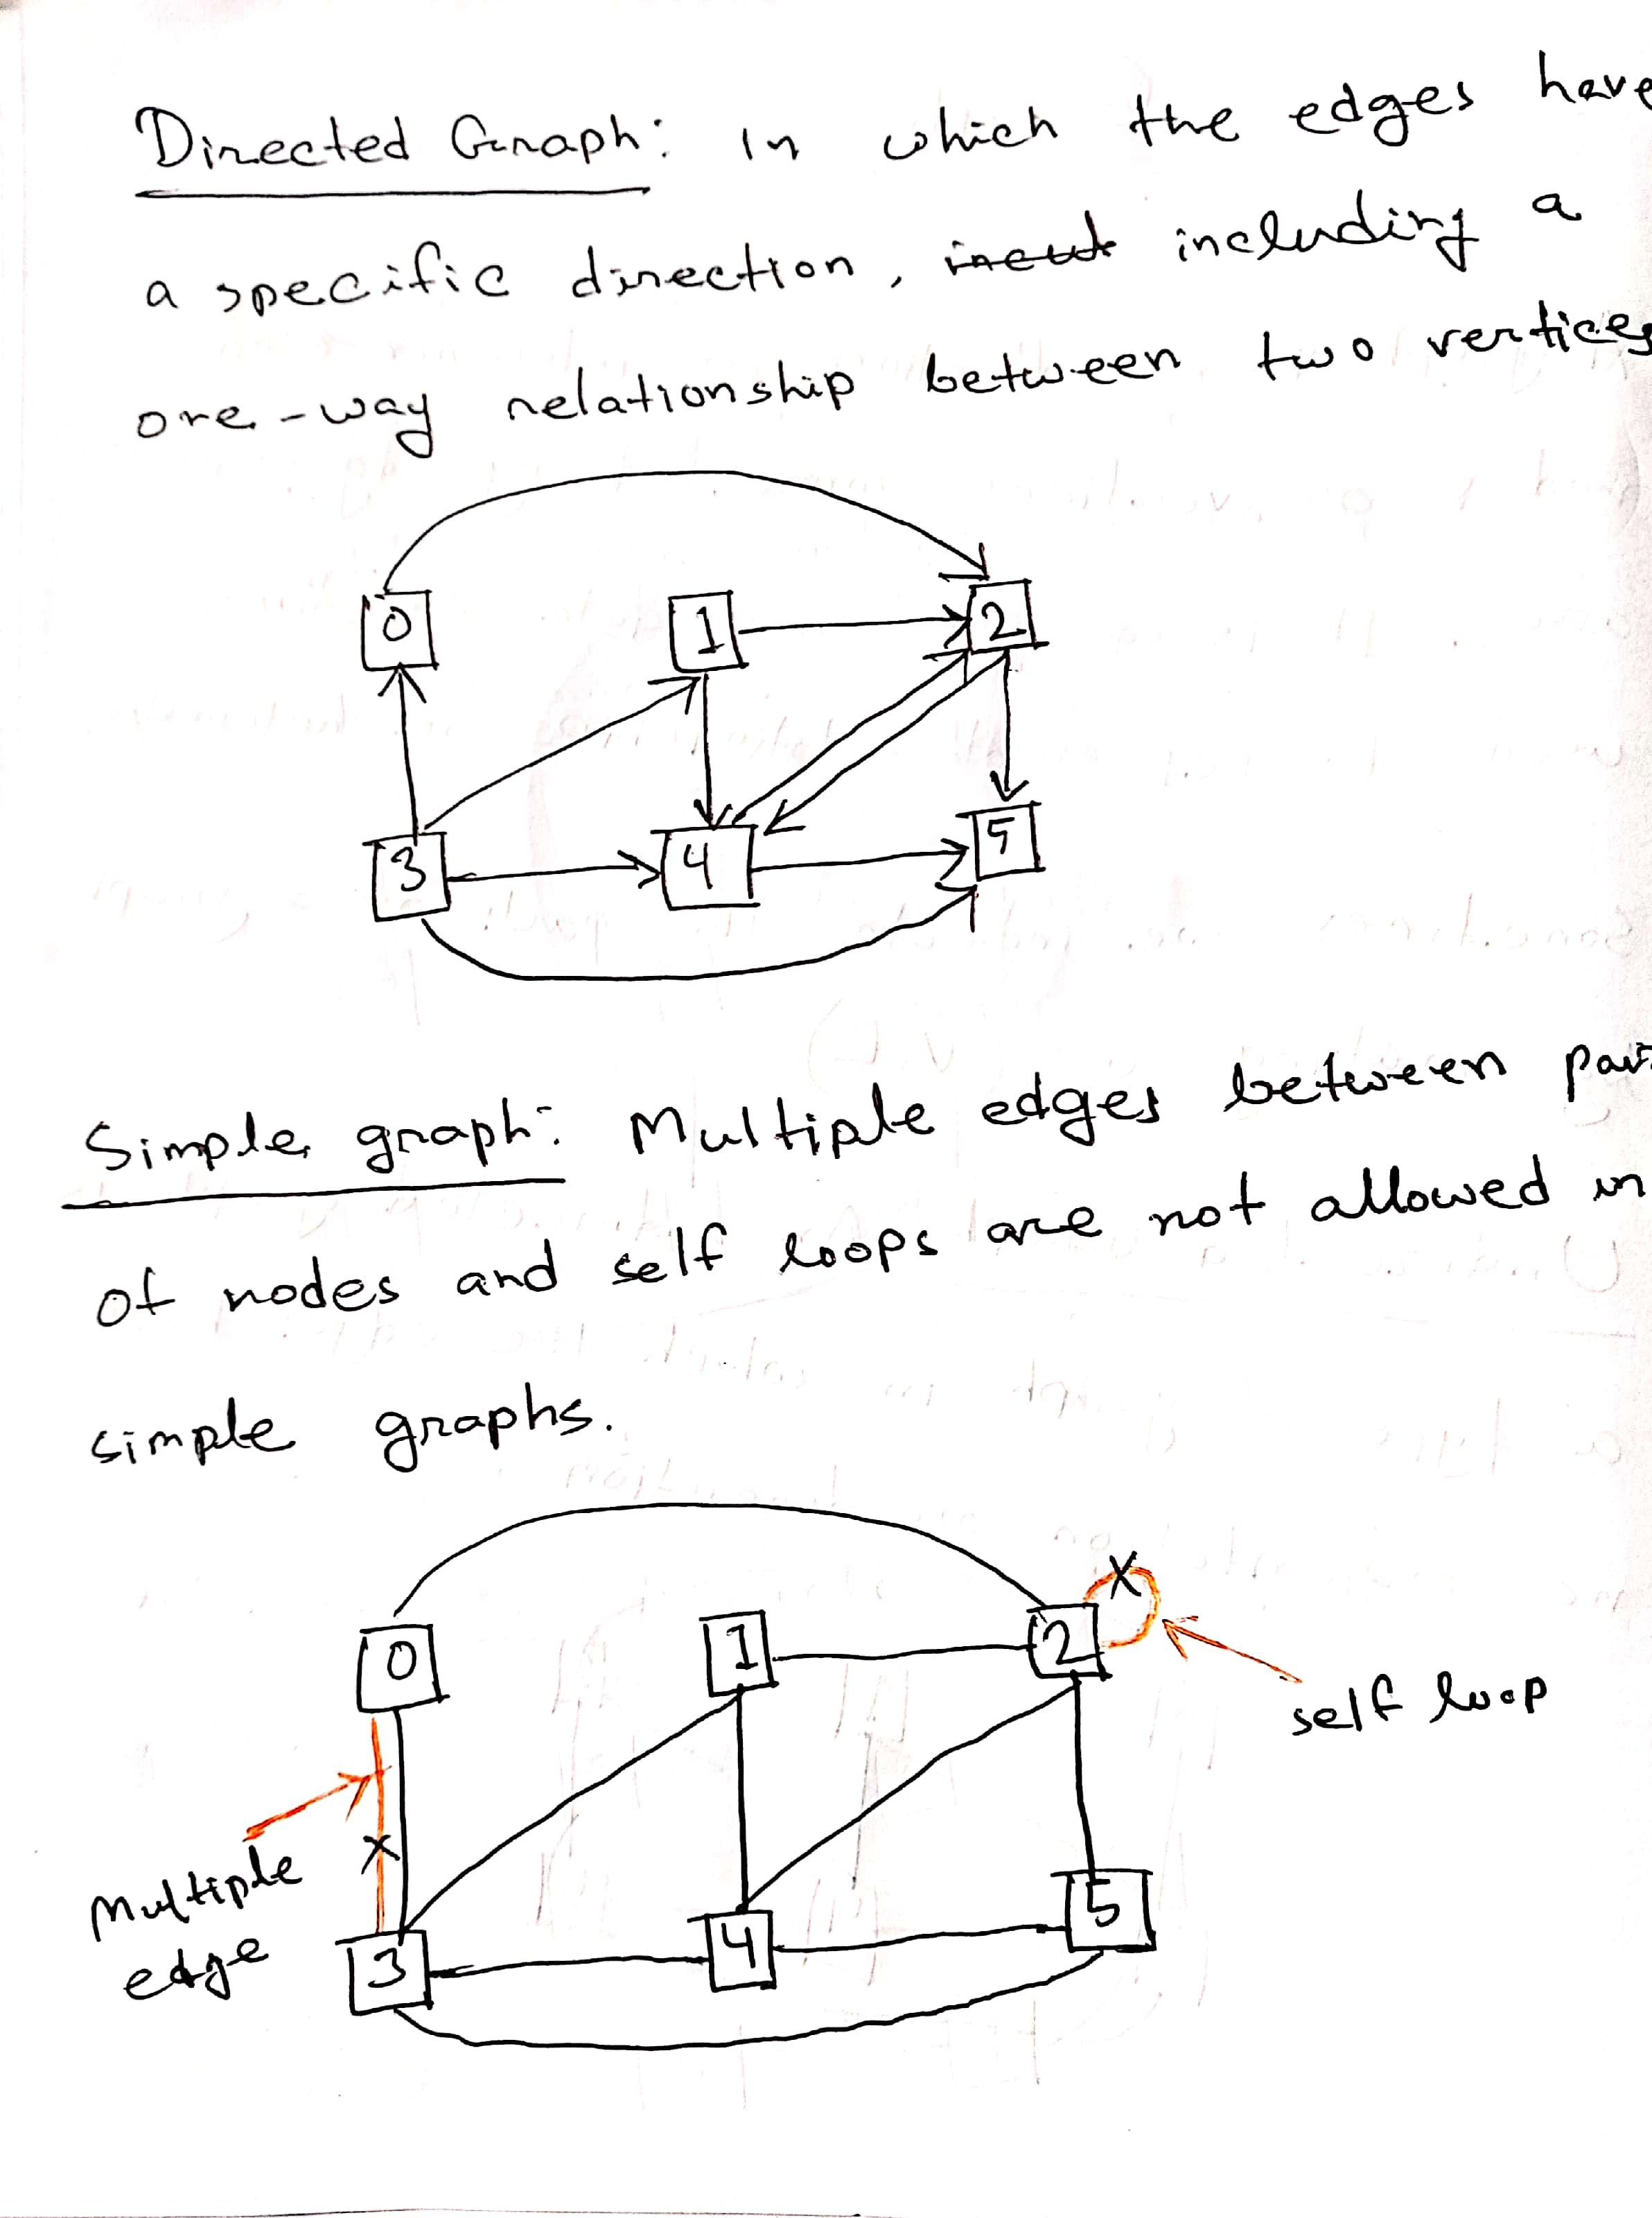 Directed Graph: in which the edges have
a specific direction, including a
one-way relationship between two vertices
0 1 2
3 4 5
Simple graph: Multiple edges between pair
of nodes and self loops are not allowed in
simple graphs.
X
0 1 2
self loop
X
Multiple
edge
3 4 5